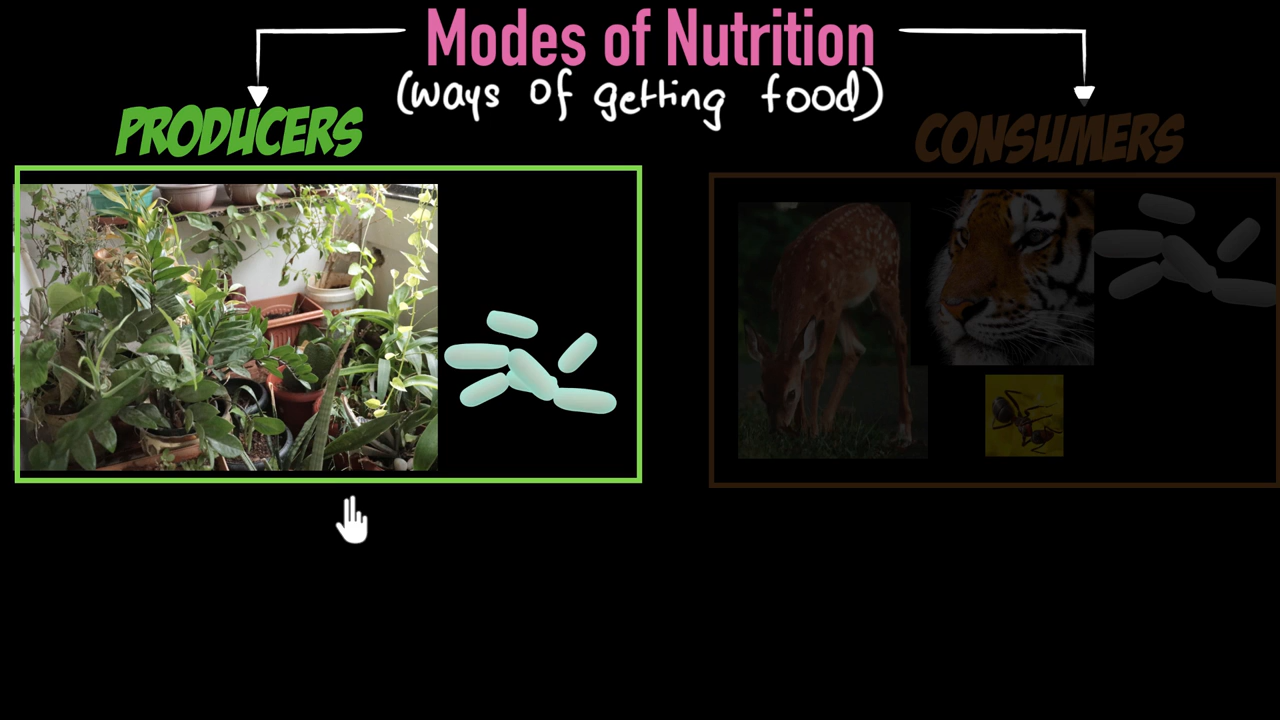 Modes of Nutrition
(ways of getting food)
PRODUCERS
CONSUMERS